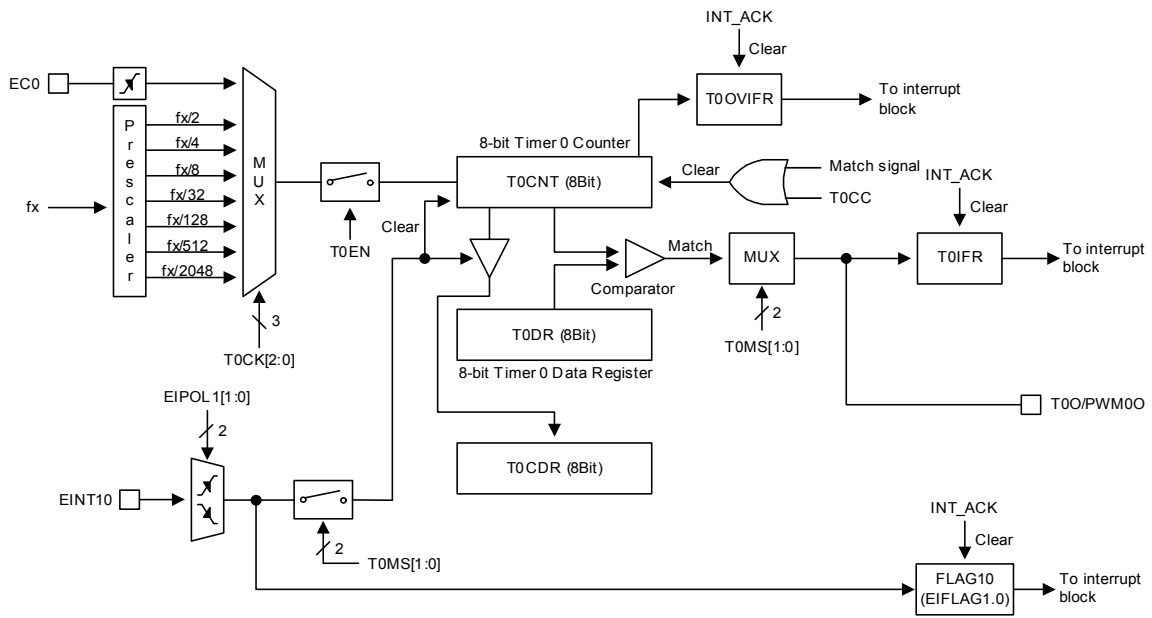 INT_ACK
Clear
EC0
T0OVIFR
To interrupt
block
Prescaler
fx/2
fx/4
fx/8
fx/32
fx/128
fx/512
fx/2048
fx
MUX
8-bit Timer 0 Counter
T0CNT (8Bit)
Clear
Match signal
T0CC
INT_ACK
Clear
T0EN
Clear
Match
MUX
T0IFR
To interrupt
block
Comparator
3
T0CK[2:0]
T0DR (8Bit)
8-bit Timer 0 Data Register
2
T0MS[1:0]
EIPOL1[1:0]
2
T0O/PWM0O
T0CDR (8Bit)
EINT10
2
T0MS[1:0]
INT_ACK
Clear
FLAG10
(EIFLAG1.0)
To interrupt
block